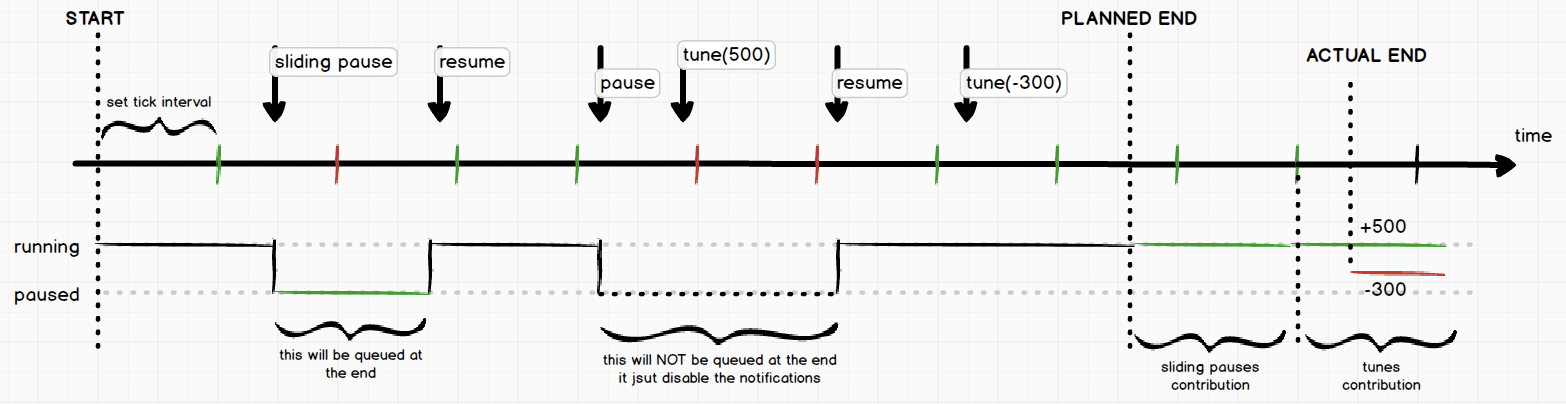 START
PLANNED END
ACTUAL END
sliding pause
resume
pause
tune(500)
resume
tune(-300)
set tick interval
time
running
paused
+500
-300
this will be queued at
the end
this will NOT be queued at the end
it jsut disable the notifications
sliding pauses
contribution
tunes
contribution